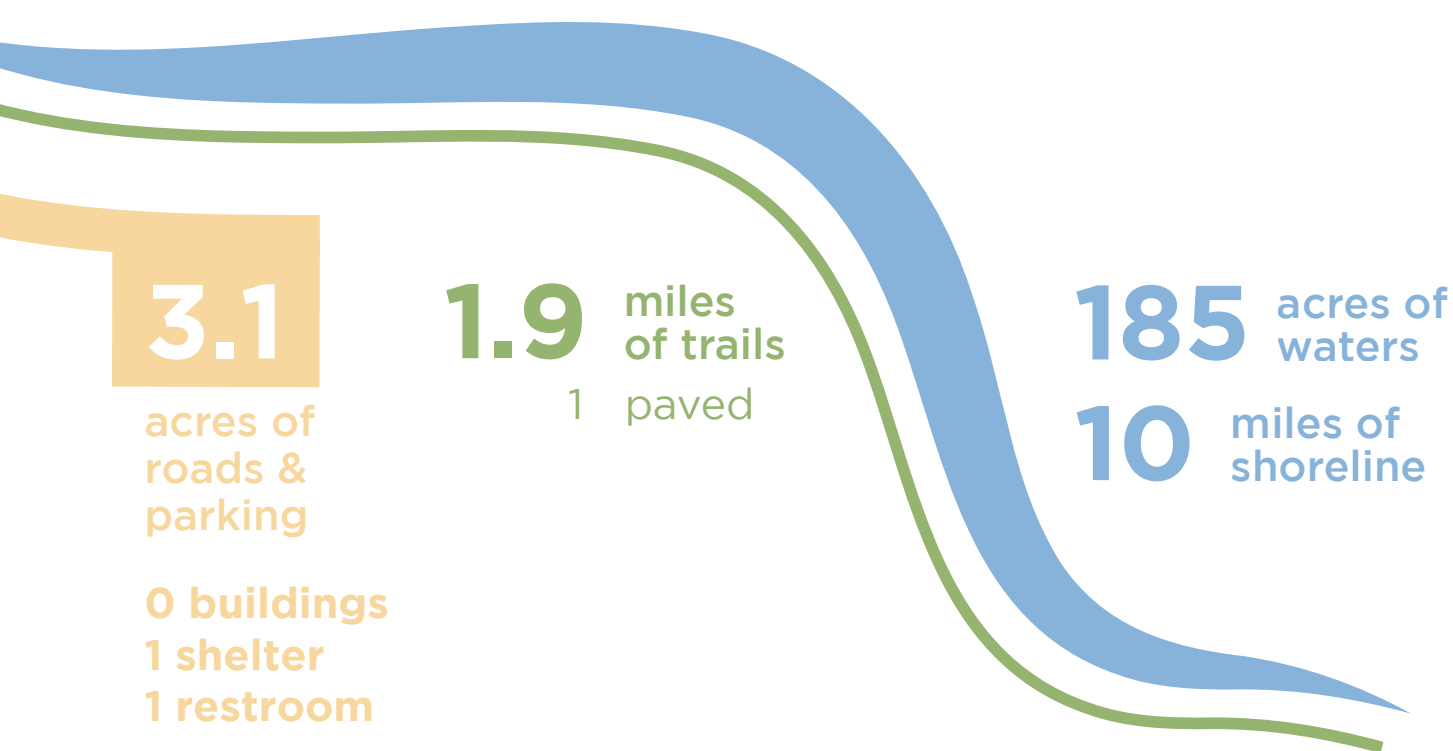 3.1
acres of
roads &
parking
0 buildings
1 shelter
1 restroom
1.9 miles
of trails
1 paved
185 acres of
waters
10 miles of
shoreline